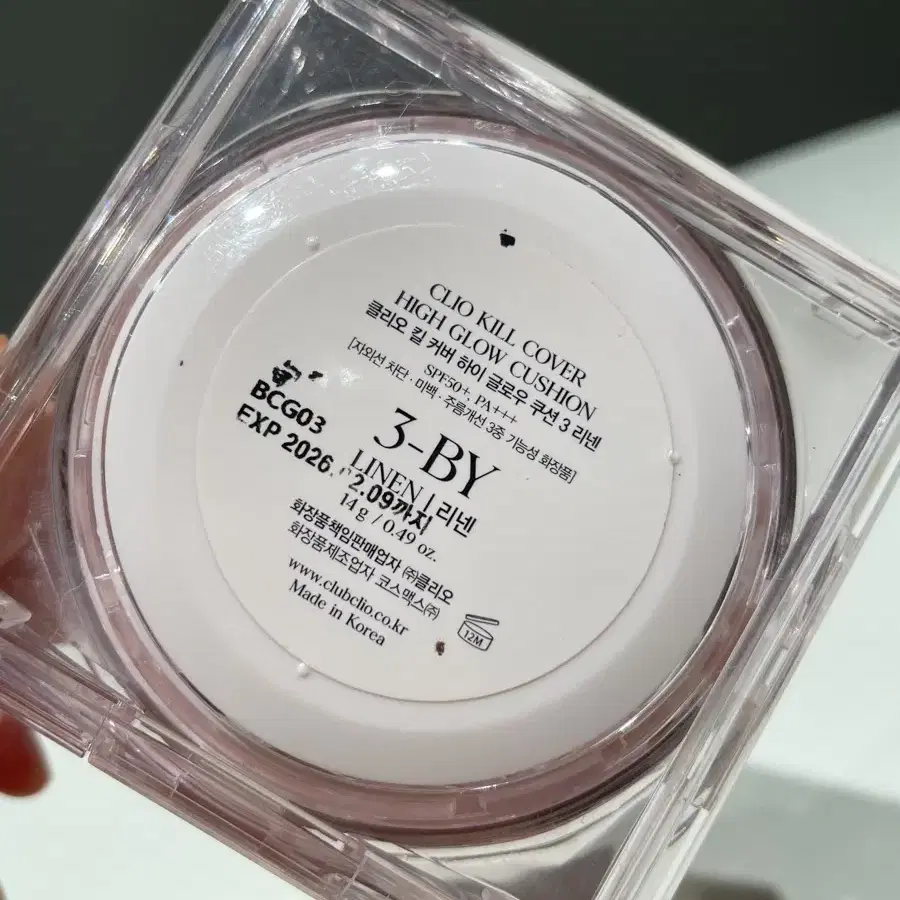 CLIO KILL COVER
HIGH GLOW CUSHION
클리오 킬 커버 하이 글로우 쿠션 3 리넨
SPF50+, PA+++
[자외선 차단 · 미백 · 주름개선 3중 기능성 화장품]
3-BY
LINEN | 리넨
14 g / 0.49 oz.
BCG03
EXP 2026. 2.09까지
화장품책임판매업자 ㈜클리오
화장품제조업자 코스맥스㈜
www.clubclio.co.kr
Made in Korea
12M